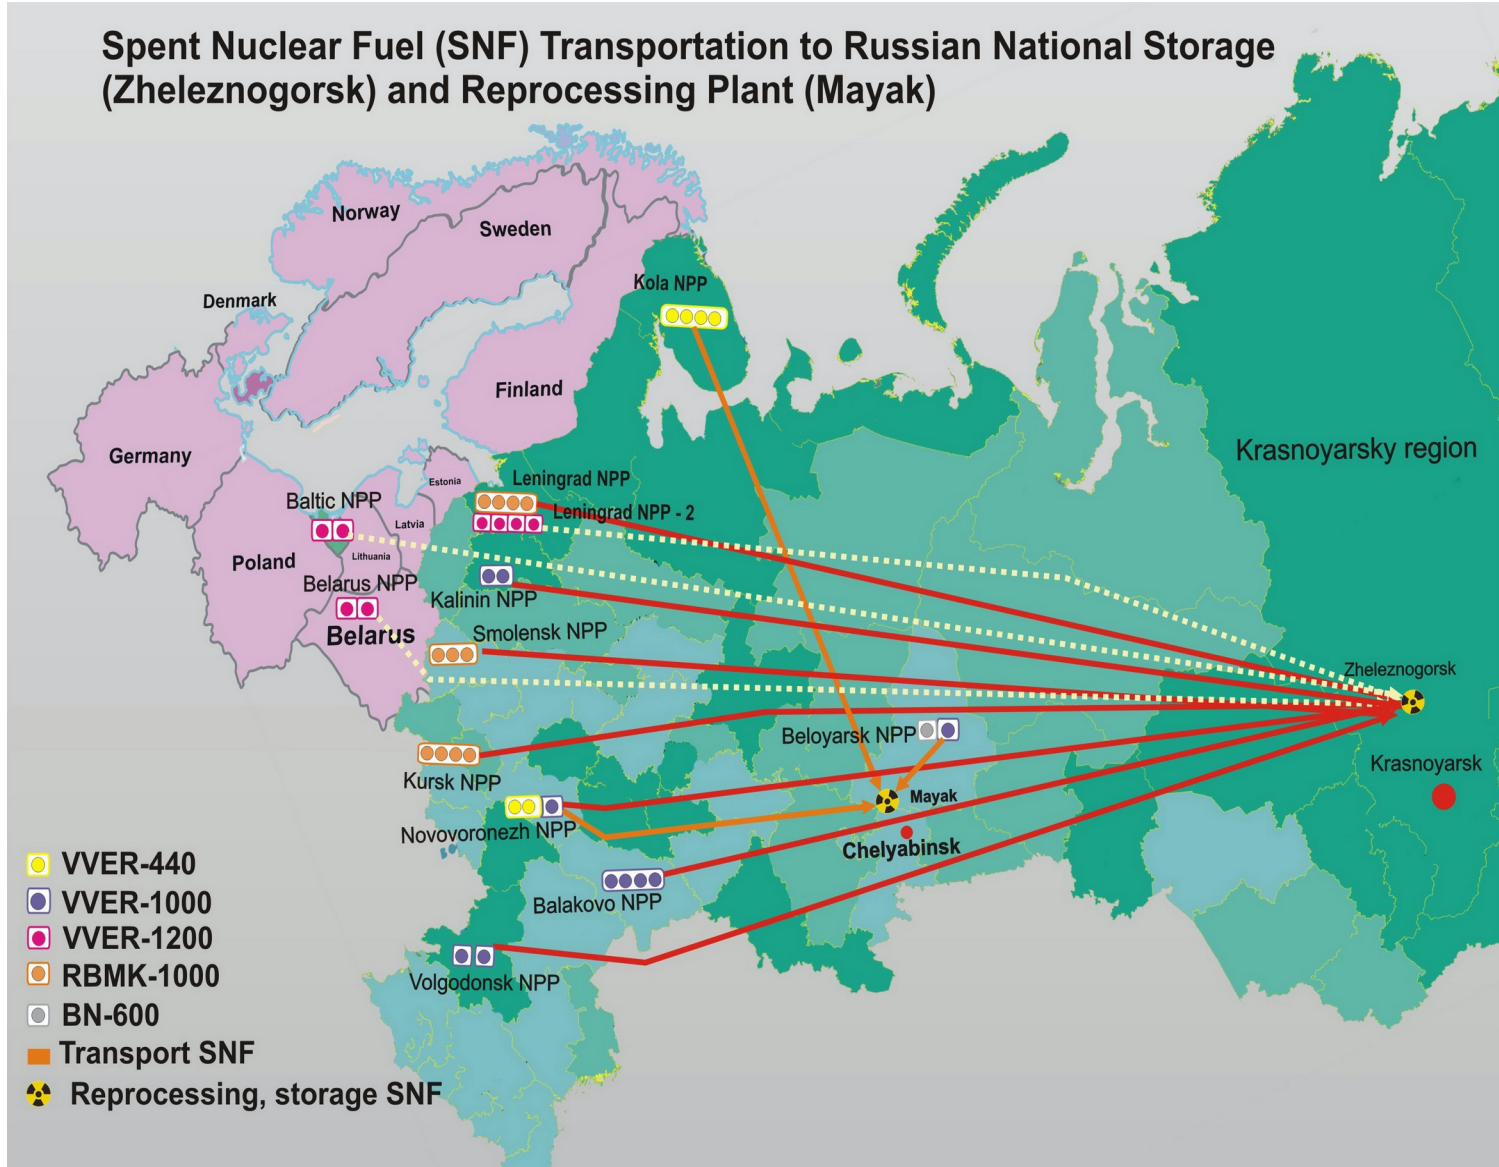 Spent Nuclear Fuel (SNF) Transportation to Russian National Storage
(Zheleznogorsk) and Reprocessing Plant (Mayak)
Norway
Sweden
Kola NPP
Denmark
Finland
Germany
Krasnoyarsky region
Estonia
Leningrad NPP
Baltic NPP
Leningrad NPP - 2
Latvia
Lithuania
Poland
Belarus NPP
Kalinin NPP
Belarus
Smolensk NPP
Zheleznogorsk
Beloyarsk NPP
Krasnoyarsk
Kursk NPP
Mayak
Novovoronezh NPP
Chelyabinsk
Balakovo NPP
Volgodonsk NPP
VVER-440
VVER-1000
VVER-1200
RBMK-1000
BN-600
Transport SNF
Reprocessing, storage SNF